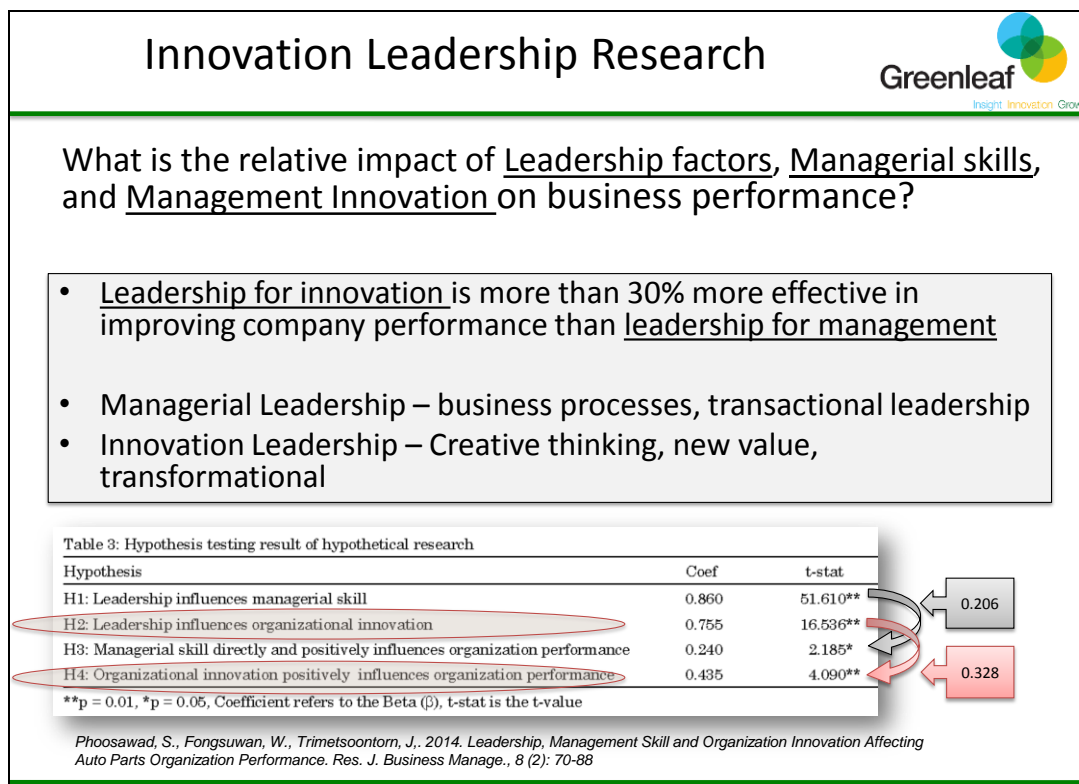 Innovation Leadership Research
Greenleaf
Insight Innovation Grow
What is the relative impact of Leadership factors, Managerial skills,
and Management Innovation on business performance?
• Leadership for innovation is more than 30% more effective in
improving company performance than leadership for management
• Managerial Leadership – business processes, transactional leadership
• Innovation Leadership – Creative thinking, new value,
transformational
Table 3: Hypothesis testing result of hypothetical research
Hypothesis Coef t-stat
H1: Leadership influences managerial skill 0.860 51.610**
H2: Leadership influences organizational innovation 0.755 16.536**
H3: Managerial skill directly and positively influences organization performance 0.240 2.185*
H4: Organizational innovation positively influences organization performance 0.435 4.090**
**p = 0.01, *p = 0.05, Coefficient refers to the Beta (β), t-stat is the t-value
0.206
0.328
Phoosawad, S., Fongsuwan, W., Trimetsoontorn, J,. 2014. Leadership, Management Skill and Organization Innovation Affecting
Auto Parts Organization Performance. Res. J. Business Manage., 8 (2): 70-88